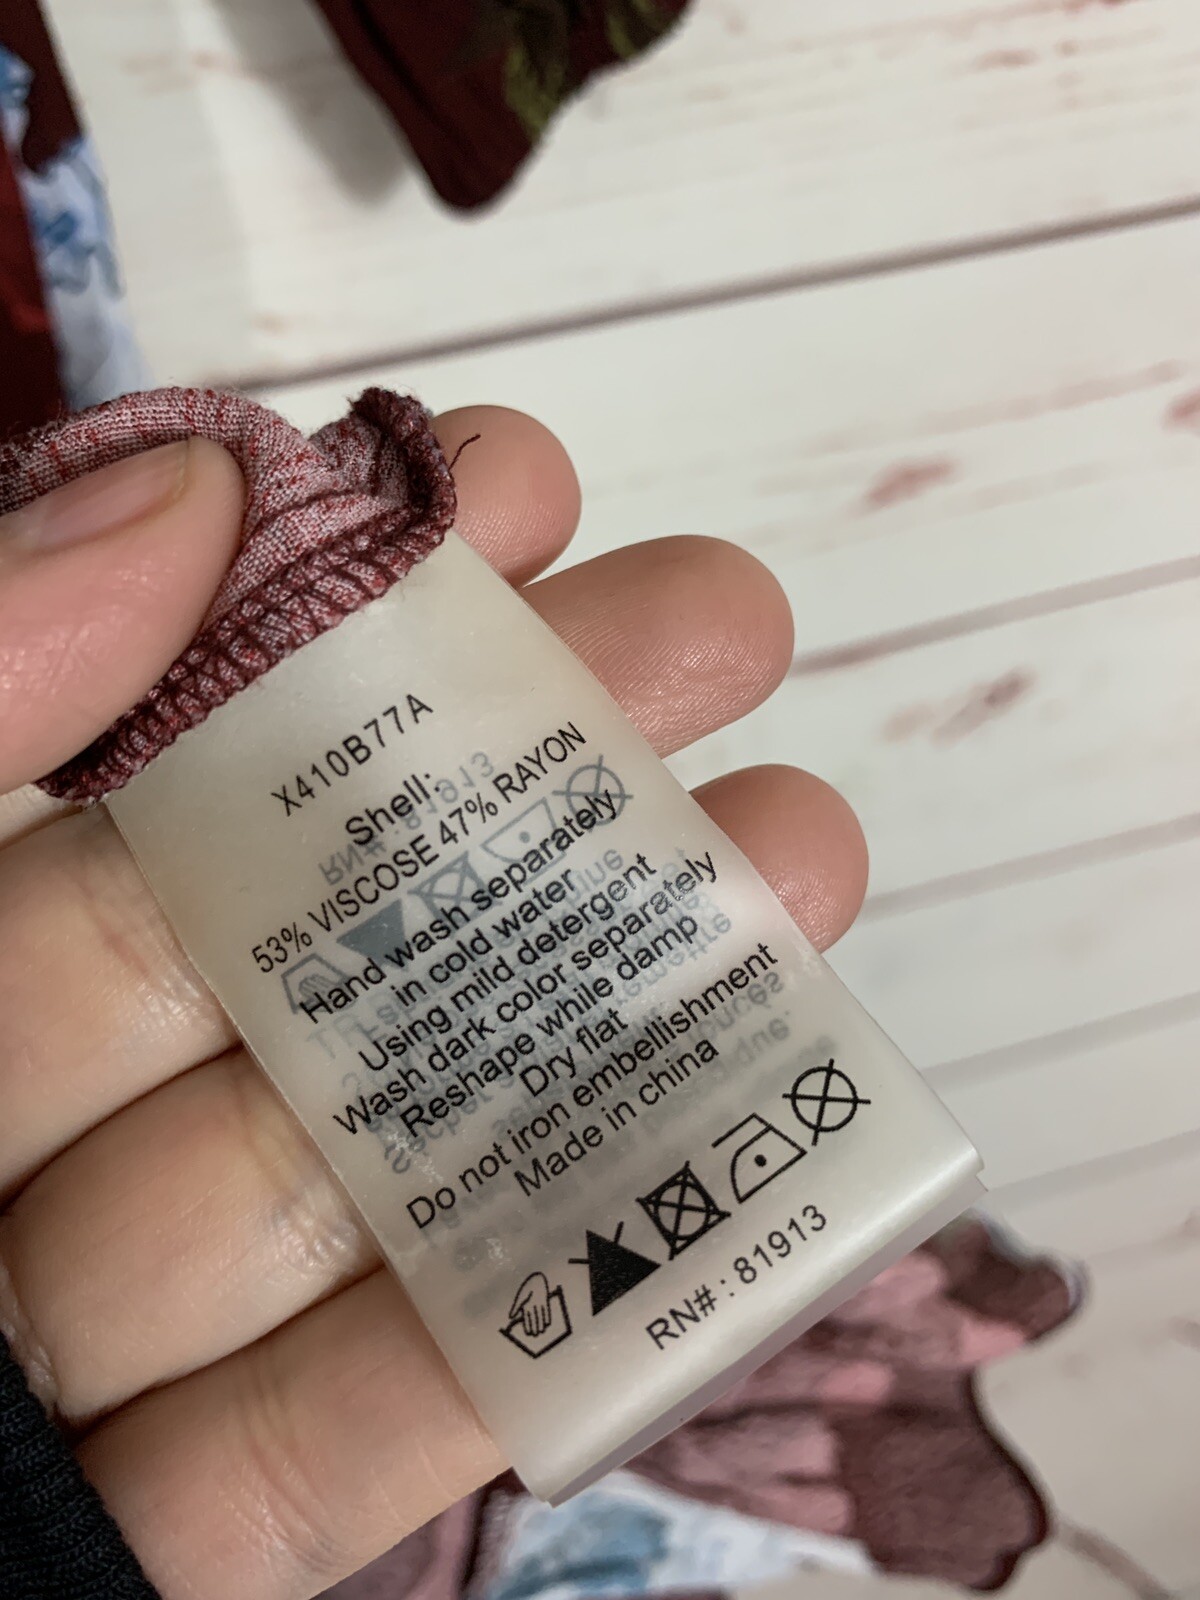 X410B77A
Shell:
53% VISCOSE 47% RAYON
Hand wash separately
in cold water
Using mild detergent
Wash dark color separately
Reshape while damp
Dry flat
Do not iron embellishment
Made in china
RN# : 81913